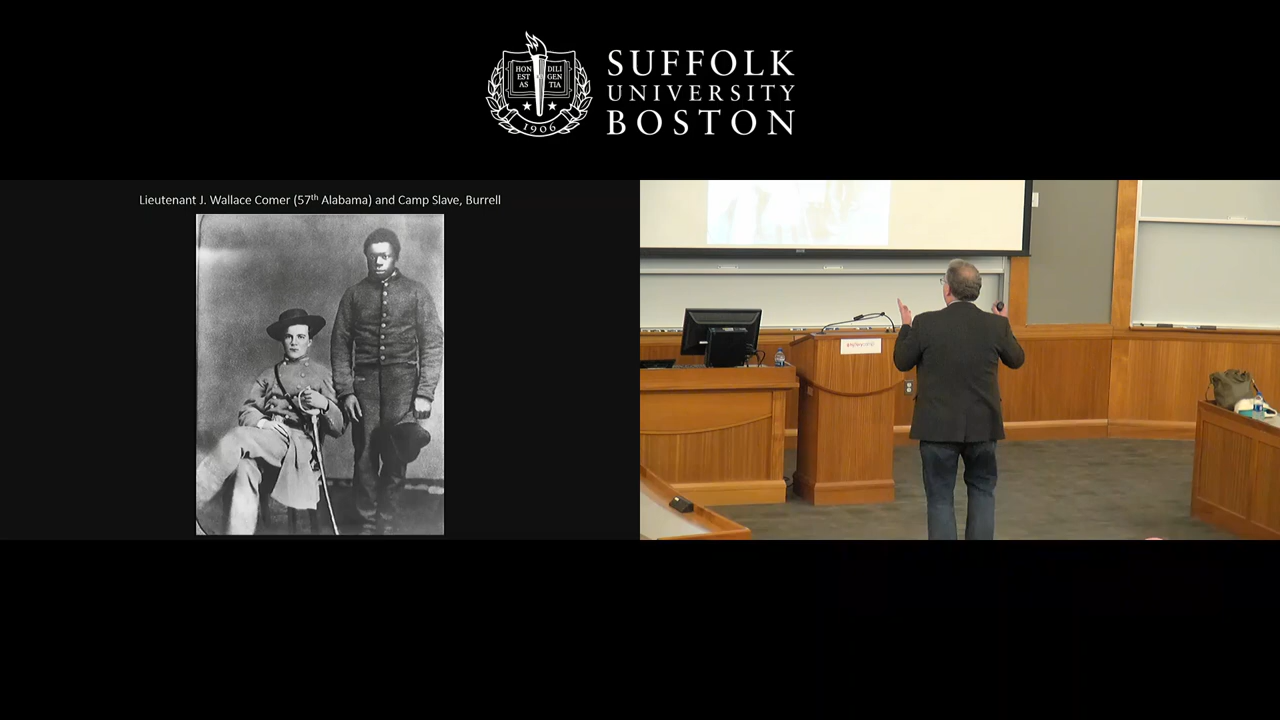 HON
EST
AS
DILI
GEN
TIA
1906
SUFFOLK
UNIVERSITY
BOSTON
Lieutenant J. Wallace Comer (57th Alabama) and Camp Slave, Burrell